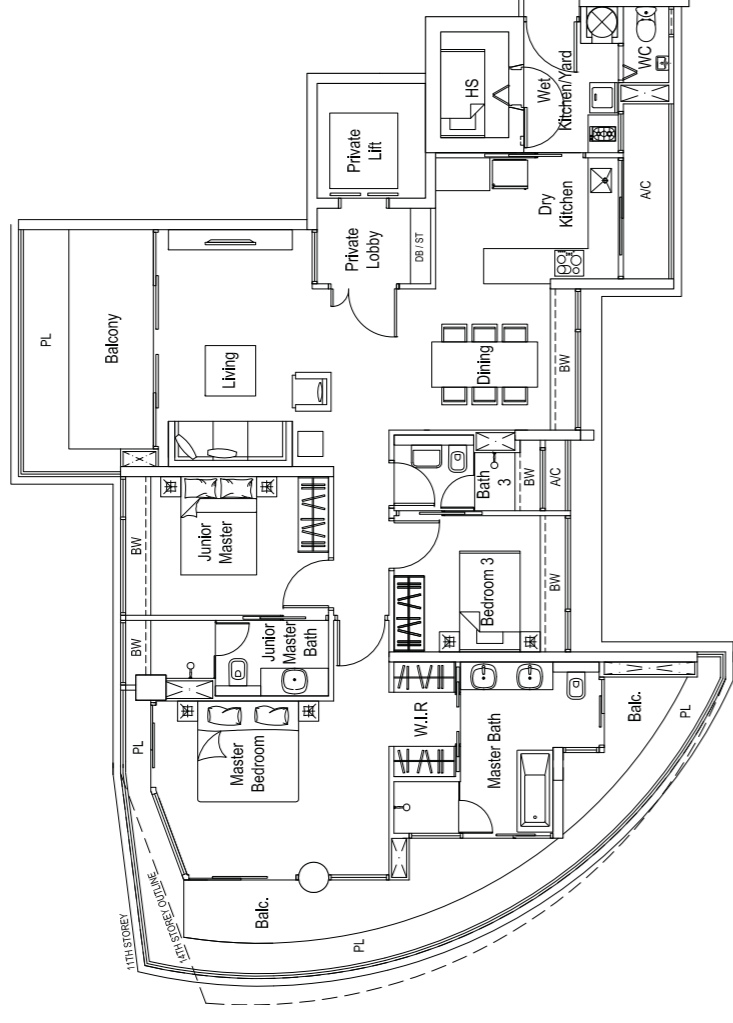 WC
HS
Wet
Kitchen/Yard
Private
Lift
A/C
Dry
Kitchen
Private
Lobby
DB / ST
PL
Balcony
Living
Dining
BW
Bath
3
BW
A/C
Junior
Master
BW
Bedroom 3
BW
BW
Junior
Master
Bath
W.I.R
Master Bath
Balc.
PL
PL
Master
Bedroom
Balc.
PL
11TH STOREY
14TH STOREY OUTLINE